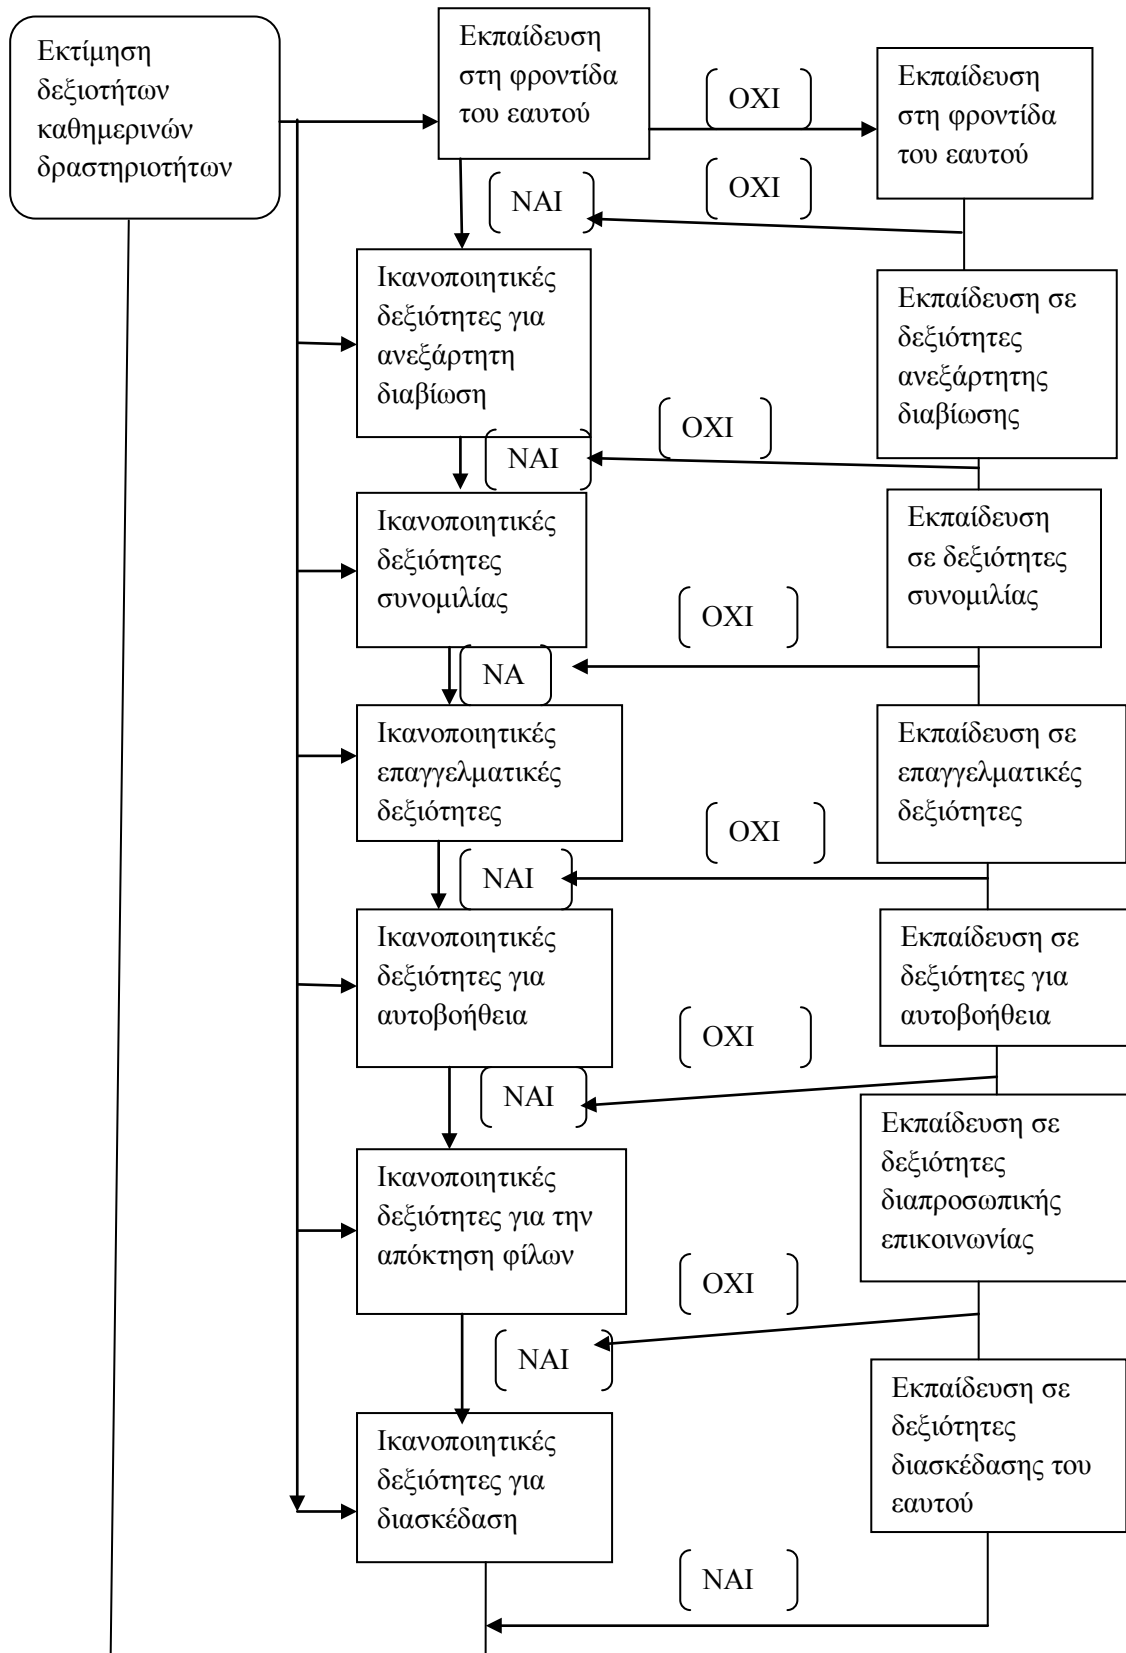 Εκτίμηση
δεξιοτήτων
καθημερινών
δραστηριοτήτων
Εκπαίδευση
στη φροντίδα
του εαυτού
ΟΧΙ
Εκπαίδευση
στη φροντίδα
του εαυτού
ΝΑΙ
ΟΧΙ
Ικανοποιητικές
δεξιότητες για
ανεξάρτητη
διαβίωση
Εκπαίδευση σε
δεξιότητες
ανεξάρτητης
διαβίωσης
ΝΑΙ
ΟΧΙ
Ικανοποιητικές
δεξιότητες
συνομιλίας
Εκπαίδευση
σε δεξιότητες
συνομιλίας
ΝΑ
ΟΧΙ
Ικανοποιητικές
επαγγελματικές
δεξιότητες
Εκπαίδευση σε
επαγγελματικές
δεξιότητες
ΝΑΙ
ΟΧΙ
Ικανοποιητικές
δεξιότητες για
αυτοβοήθεια
Εκπαίδευση σε
δεξιότητες για
αυτοβοήθεια
ΝΑΙ
ΟΧΙ
Ικανοποιητικές
δεξιότητες για την
απόκτηση φίλων
Εκπαίδευση σε
δεξιότητες
διαπροσωπικής
επικοινωνίας
ΝΑΙ
ΟΧΙ
Ικανοποιητικές
δεξιότητες για
διασκέδαση
Εκπαίδευση σε
δεξιότητες
διασκέδασης του
εαυτού
ΝΑΙ